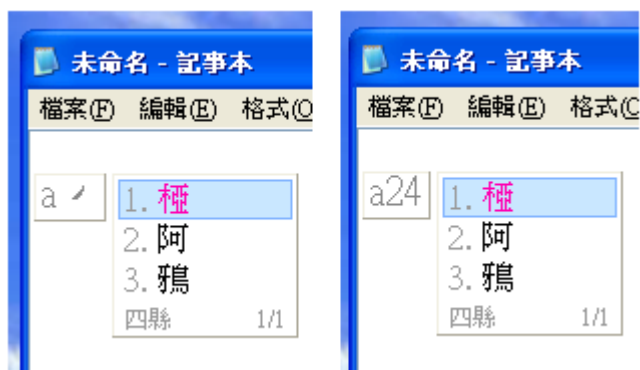 未命名 - 記事本
檔案(F) 編輯(E) 格式(O
aˊ
1. 極
2. 阿
3. 鴉
四縣 1/1
未命名 - 記事本
檔案(F) 編輯(E) 格式(O
a24
1. 極
2. 阿
3. 鴉
四縣 1/1